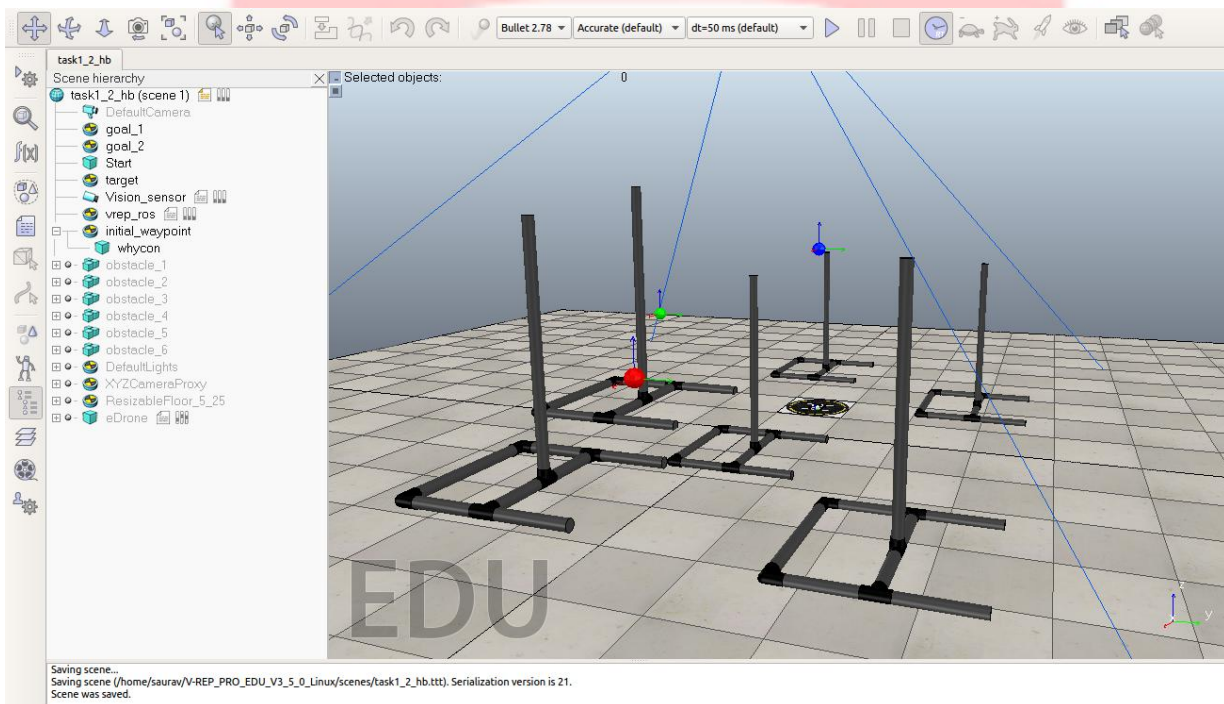 Bullet 2.78 Accurate (default) dt=50 ms (default)
task1_2_hb
Scene hierarchy
Selected objects: 0
task1_2_hb (scene 1)
DefaultCamera
goal_1
goal_2
Start
target
Vision_sensor
vrep_ros
initial_waypoint
whycon
obstacle_1
obstacle_2
obstacle_3
obstacle_4
obstacle_5
obstacle_6
DefaultLights
XYZCameraProxy
ResizableFloor_5_25
eDrone
f(x)
EDU
z
y
Saving scene...
Saving scene (/home/saurav/V-REP_PRO_EDU_V3_5_0_Linux/scenes/task1_2_hb.ttt). Serialization version is 21.
Scene was saved.